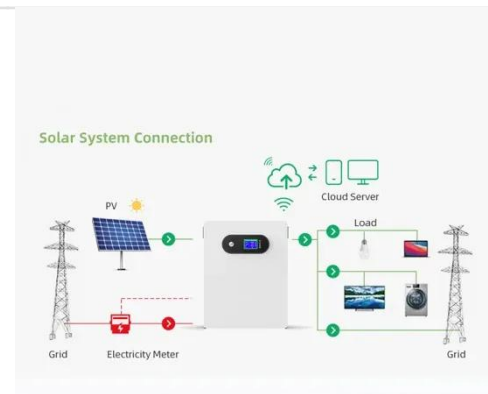 Solar System Connection
Cloud Server
PV
Load
Grid
Electricity Meter
Grid